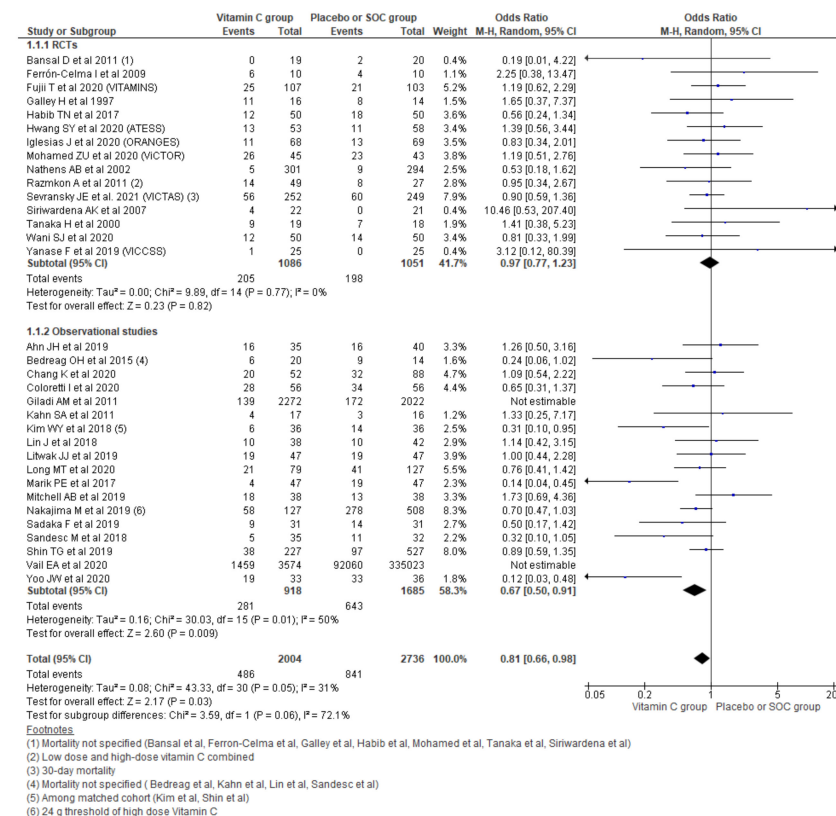 Vitamin C group Placebo or SOC group Odds Ratio Odds Ratio
Study or Subgroup Events Total Events Total Weight M-H, Random, 95% CI M-H, Random, 95% CI
1.1.1 RCTs
Bansal D et al 2011 (1) 0 19 2 20 0.4% 0.19 [0.01, 4.22]
Ferrón-Celma I et al 2009 6 10 4 10 1.0% 2.25 [0.38, 13.47]
Fujii T et al 2020 (VITAMINS) 25 107 21 103 5.4% 1.19 [0.62, 2.29]
Galley H et al 1997 11 16 8 14 1.4% 1.65 [0.37, 7.37]
Habib TN et al 2017 12 50 18 50 3.6% 0.56 [0.24, 1.34]
Hwang SY et al 2020 (ATESS) 13 53 11 58 3.4% 1.39 [0.56, 3.44]
Iglesias J et al 2020 (ORANGES) 11 68 13 69 3.5% 0.83 [0.34, 2.01]
Mohamed ZU et al 2020 (VICTOR) 26 45 23 43 3.7% 1.19 [0.51, 2.76]
Nathens AB et al 2002 5 301 9 294 2.5% 0.53 [0.18, 1.62]
Razmkon A et al 2011 (2) 14 49 8 27 2.8% 0.95 [0.34, 2.67]
Sevransky JE et al. 2021 (VICTAS) (3) 56 252 60 249 8.5% 0.90 [0.59, 1.36]
Siriwardena AK et al 2007 4 22 0 21 0.4% 10.46 [0.53, 207.40]
Tanaka H et al 2000 9 19 7 18 1.8% 1.41 [0.38, 5.23]
Wani SJ et al 2020 12 50 14 50 3.5% 0.81 [0.33, 1.99]
Yanase F et al 2019 (VICCSS) 1 25 0 25 0.4% 3.12 [0.12, 80.39]
Subtotal (95% CI) 1086 1051 41.7% 0.97 [0.77, 1.23]
Total events 205 198
Heterogeneity: Tau² = 0.00; Chi² = 9.89, df = 14 (P = 0.77); I² = 0%
Test for overall effect: Z = 0.23 (P = 0.82)
1.1.2 Observational studies
Ahn JH et al 2019 16 35 16 40 3.3% 1.26 [0.50, 3.16]
Bedreag OH et al 2015 (4) 6 20 9 14 1.6% 0.24 [0.06, 1.02]
Chang K et al 2020 20 52 32 88 5.0% 1.09 [0.54, 2.22]
Coloretti I et al 2020 28 56 34 56 4.4% 0.65 [0.31, 1.37]
Giladi AM et al 2011 139 2272 172 2022 Not estimable
Kahn SA et al 2011 4 17 3 16 1.2% 1.33 [0.25, 7.17]
Kim WY et al 2018 (5) 6 36 14 36 2.6% 0.31 [0.10, 0.95]
Lin J et al 2018 10 38 10 42 2.9% 1.14 [0.42, 3.15]
Litwak JJ et al 2019 19 47 19 47 3.7% 1.00 [0.44, 2.28]
Long MT et al 2020 21 79 41 127 5.5% 0.76 [0.41, 1.42]
Marik PE et al 2017 4 47 19 47 2.4% 0.14 [0.04, 0.45]
Mitchell AB et al 2019 18 38 13 38 3.2% 1.73 [0.69, 4.36]
Nakajima M et al 2019 (6) 58 127 278 508 8.8% 0.70 [0.47, 1.03]
Sadaka F et al 2019 9 31 14 31 2.7% 0.50 [0.17, 1.42]
Sandesc M et al 2018 5 35 11 32 2.2% 0.32 [0.10, 1.05]
Shin TG et al 2019 38 227 97 527 8.3% 0.89 [0.59, 1.35]
Vail EA et al 2020 1459 3574 92060 335023 Not estimable
Yoo JW et al 2020 19 33 33 36 1.8% 0.12 [0.03, 0.48]
Subtotal (95% CI) 918 1685 58.3% 0.67 [0.50, 0.91]
Total events 281 643
Heterogeneity: Tau² = 0.16; Chi² = 30.03, df = 15 (P = 0.01); I² = 50%
Test for overall effect: Z = 2.60 (P = 0.009)
Total (95% CI) 2004 2736 100.0% 0.81 [0.66, 0.98]
Total events 486 841
Heterogeneity: Tau² = 0.08; Chi² = 43.33, df = 30 (P = 0.05); I² = 31%
Test for overall effect: Z = 2.17 (P = 0.03)
Test for subgroup differences: Chi² = 3.59, df = 1 (P = 0.06), I² = 72.1%
0.05 0.2 1 5 20
Vitamin C group Placebo or SOC group
Footnotes
(1) Mortality not specified (Bansal et al, Ferron-Celma et al, Galley et al, Habib et al, Mohamed et al, Tanaka et al, Siriwardena et al)
(2) Low dose and high-dose vitamin C combined
(3) 30-day mortality
(4) Mortality not specified ( Bedreag et al, Kahn et al, Lin et al, Sandesc et al)
(5) Among matched cohort (Kim et al, Shin et al)
(6) 24 g threshold of high dose Vitamin C